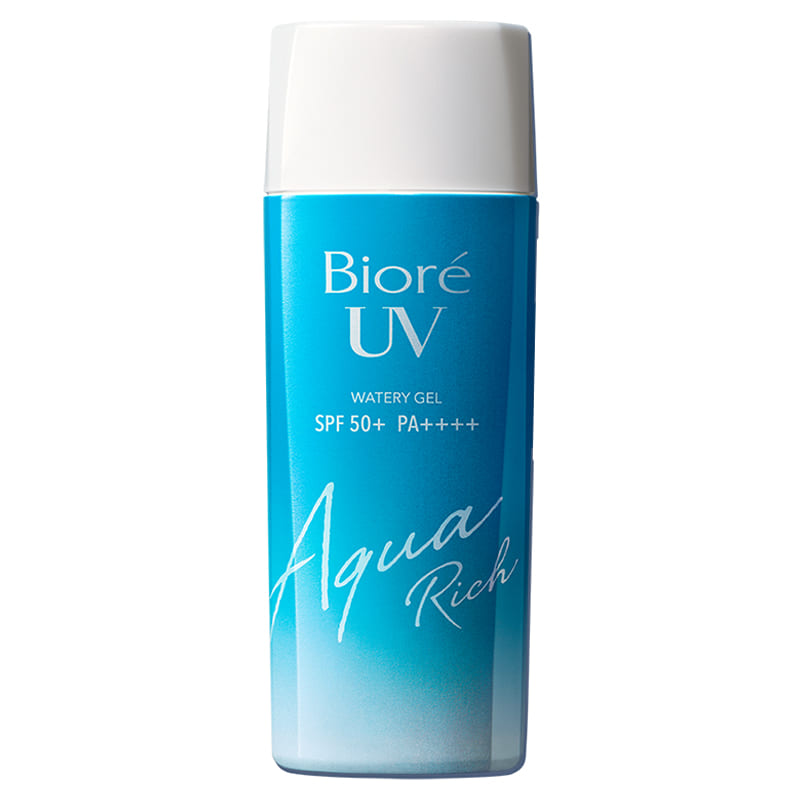 Bioré
UV
WATERY GEL
SPF 50+ PA++++
Aqua
Rich